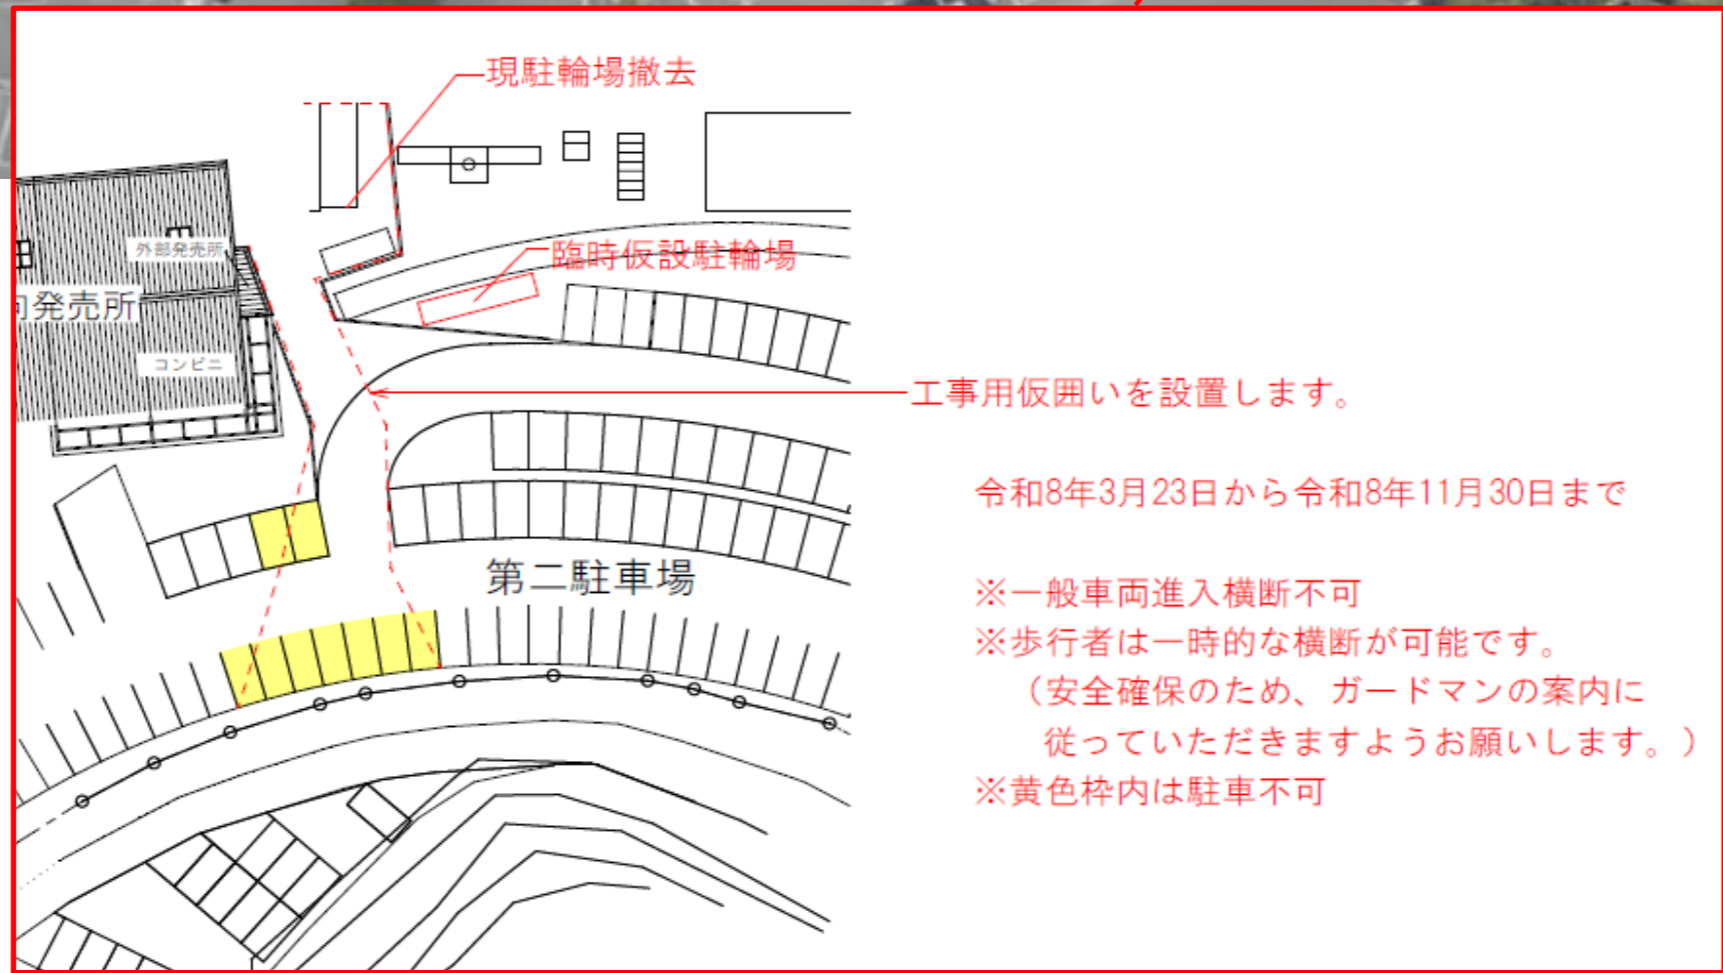 現駐輪場撤去
外部発売所
臨時仮設駐輪場
発売所
コンビニ
工事用仮囲いを設置します。
令和8年3月23日から令和8年11月30日まで
第二駐車場
※一般車両進入横断不可
※歩行者は一時的な横断が可能です。
（安全確保のため、ガードマンの案内に
従っていただきますようお願いします。）
※黄色枠内は駐車不可